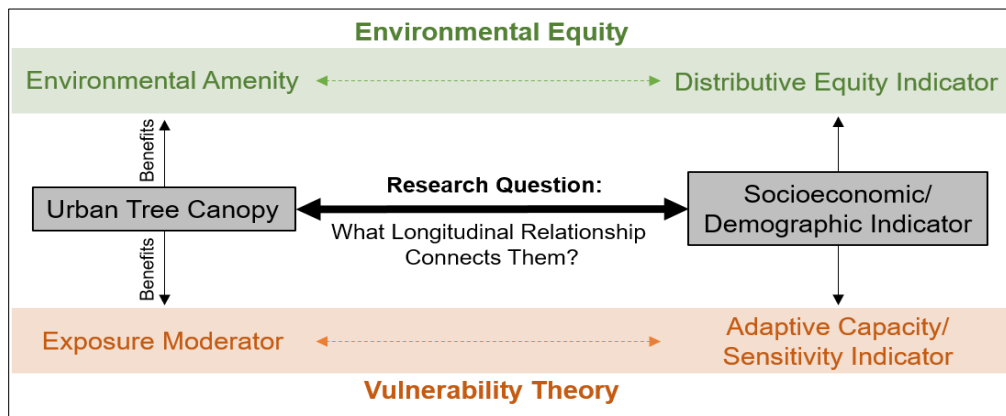 Environmental Equity
Environmental Amenity
Distributive Equity Indicator
Benefits
Urban Tree Canopy
Research Question:
What Longitudinal Relationship
Connects Them?
Socioeconomic/
Demographic Indicator
Benefits
Exposure Moderator
Adaptive Capacity/
Sensitivity Indicator
Vulnerability Theory